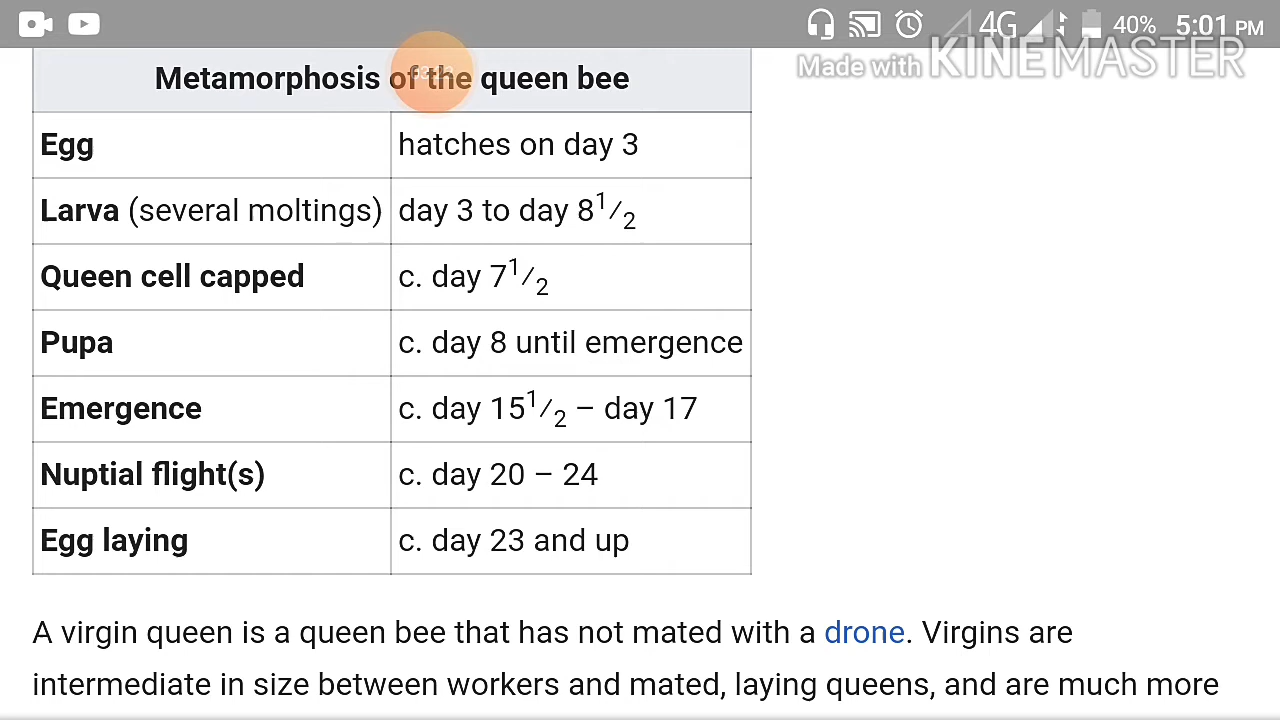 4G 40% 5:01 PM
Made with KINEMASTER
Metamorphosis of the queen bee
Egg hatches on day 3
Larva (several moltings) day 3 to day 8 1/2
Queen cell capped c. day 7 1/2
Pupa c. day 8 until emergence
Emergence c. day 15 1/2 – day 17
Nuptial flight(s) c. day 20 – 24
Egg laying c. day 23 and up
A virgin queen is a queen bee that has not mated with a drone. Virgins are
intermediate in size between workers and mated, laying queens, and are much more